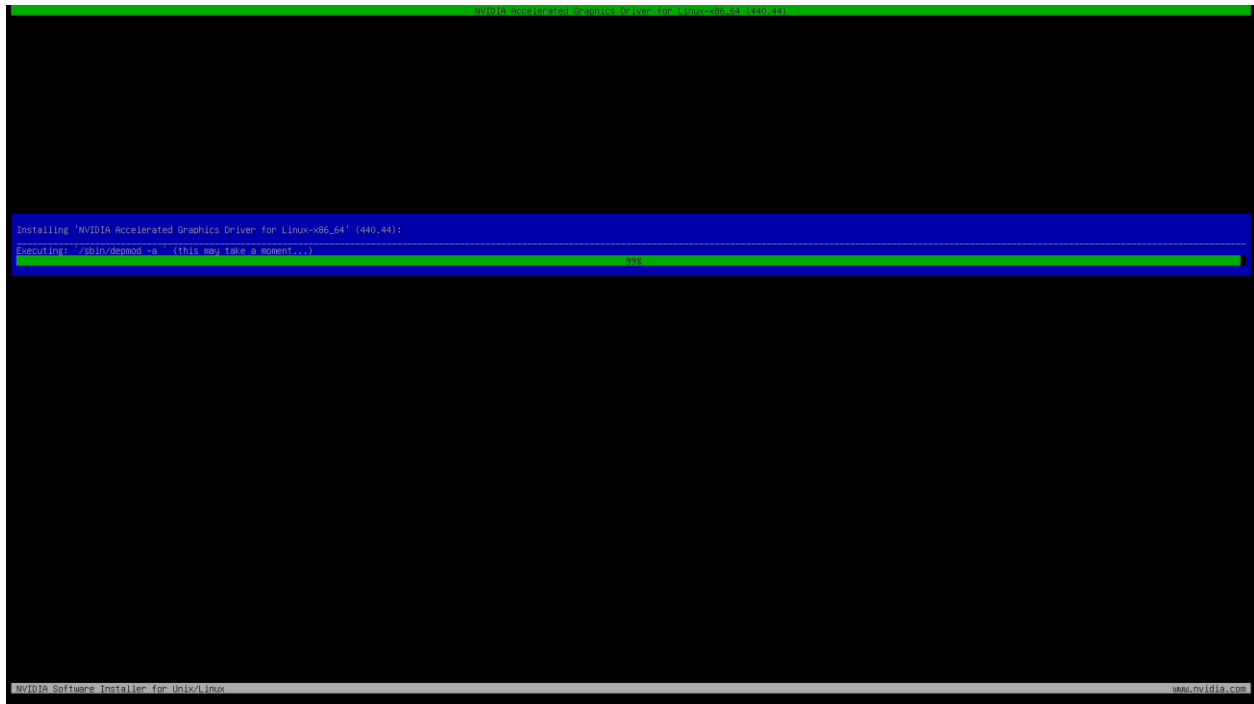 NVIDIA Accelerated Graphics Driver for Linux-x86_64 (440.44)
Installing 'NVIDIA Accelerated Graphics Driver for Linux-x86_64' (440.44):
Executing: `/sbin/depmod -a ` (this may take a moment...)
99%
NVIDIA Software Installer for Unix/Linux www.nvidia.com